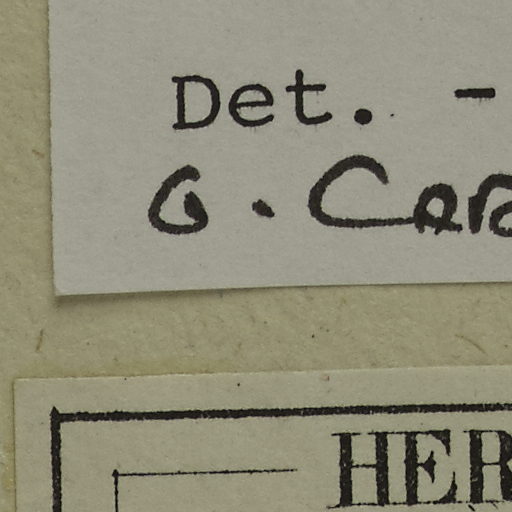 Det. -
G. Car
HER